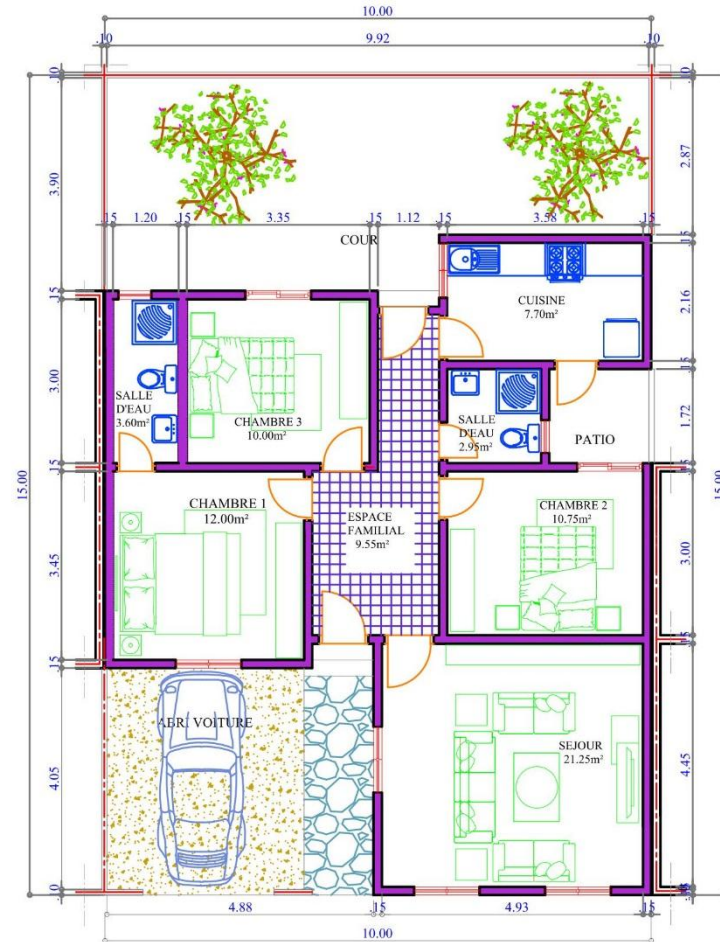 10.00
.10 9.92 .10
.10
.10
3.90
2.87
.15 1.20 .15 3.35 .15 1.12 .15 3.58 .15
COUR
.15
.15
CUISINE
7.70m²
2.16
.15
3.00
SALLE
D'EAU
3.60m²
CHAMBRE 3
10.00m²
SALLE
D'EAU
2.95m²
PATIO
1.72
.15
15.00
15.00
CHAMBRE 1
12.00m²
ESPACE
FAMILIAL
9.55m²
CHAMBRE 2
10.75m²
3.45
3.00
.15
ABRI VOITURE
SEJOUR
21.25m²
4.05
4.45
4.88 .15 4.93 .15
10.00